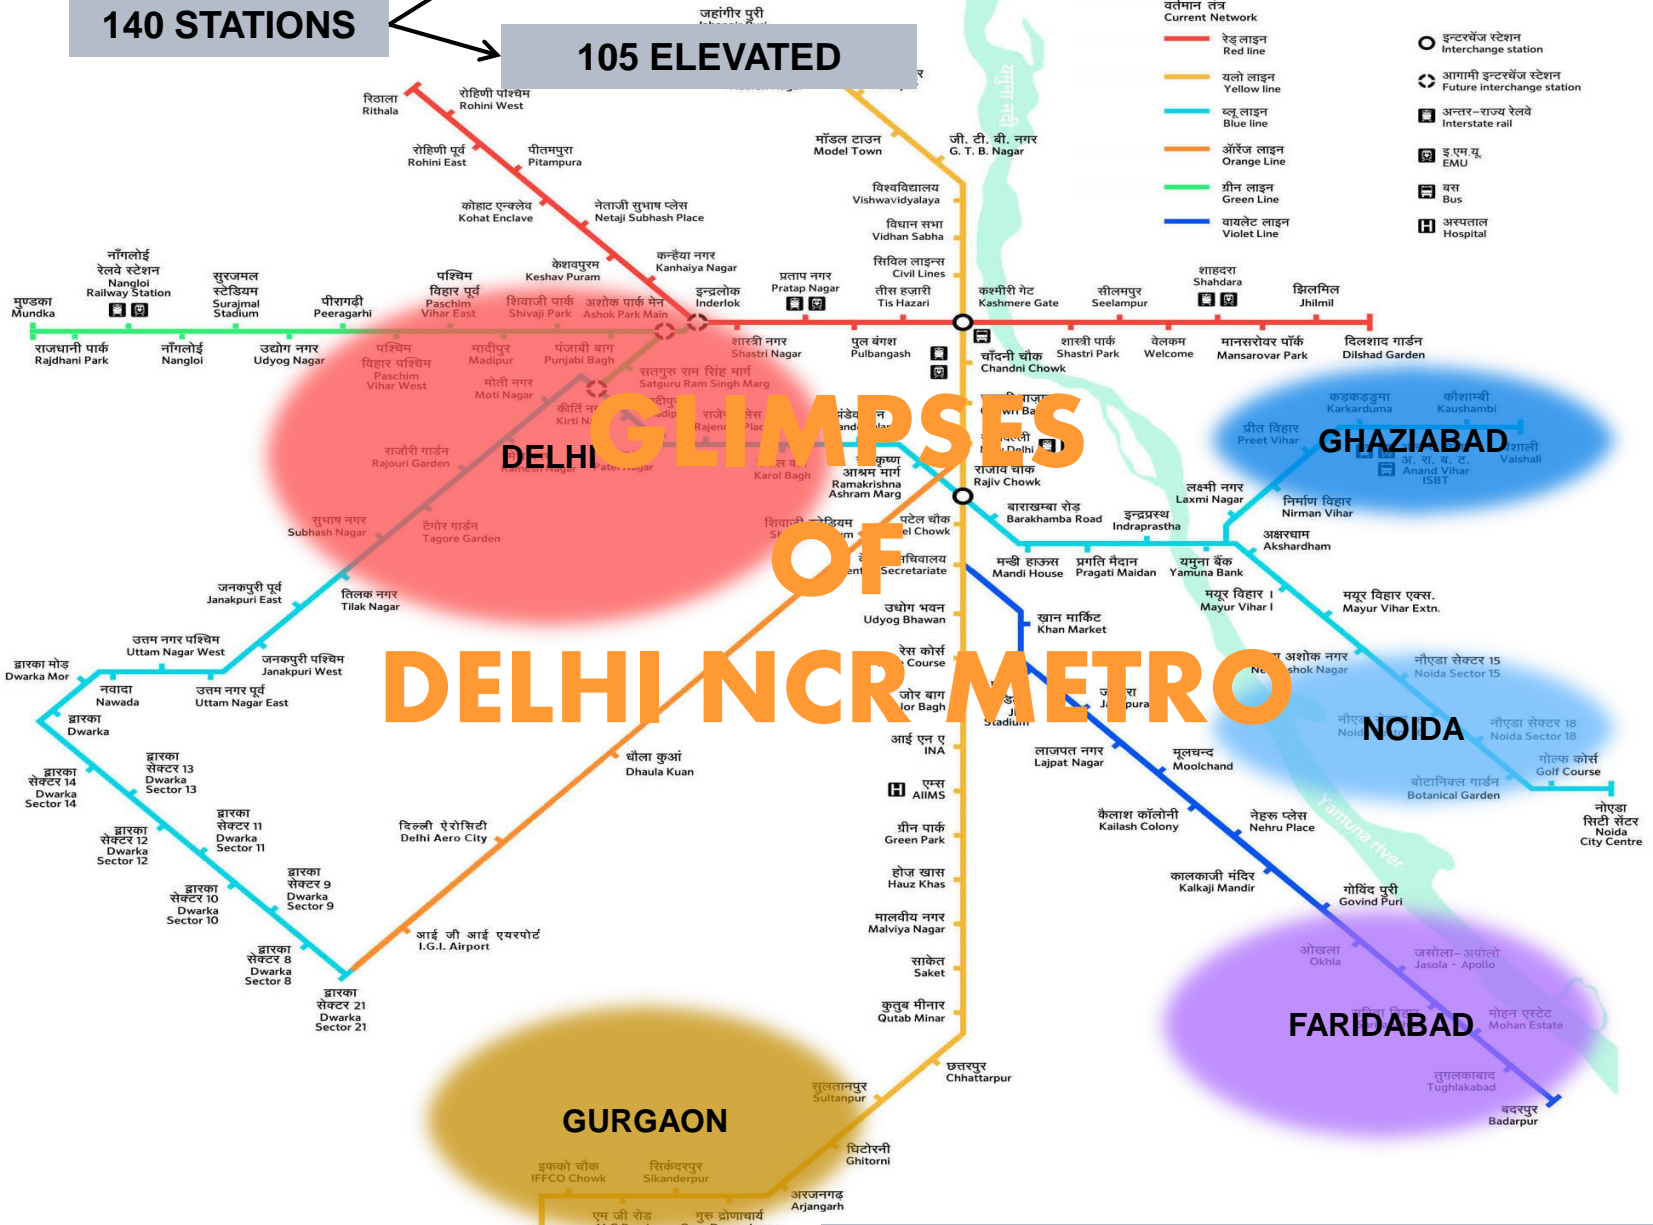 140 STATIONS
105 ELEVATED
जहांगीर पुरी
वर्तमान तंत्र
Current Network
रेड् लाइन
Red line
यलो लाइन
Yellow line
ब्लू लाइन
Blue line
ऑरेंज लाइन
Orange Line
ग्रीन लाइन
Green Line
वायलेट लाइन
Violet Line
इन्टरचेंज स्टेशन
Interchange station
आगामी इन्टरचेंज स्टेशन
Future interchange station
अन्तर–राज्य रेलवे
Interstate rail
इ.एम.यू.
EMU
बस
Bus
H
अस्पताल
Hospital
यमुना नदी
रिठाला
Rithala
रोहिणी पश्चिम
Rohini West
रोहिणी पूर्व
Rohini East
पीतमपुरा
Pitampura
कोहाट एन्क्लेव
Kohat Enclave
नेताजी सुभाष प्लेस
Netaji Subhash Place
केशवपुरम
Keshav Puram
कन्हैया नगर
Kanhaiya Nagar
इन्द्रलोक
Inderlok
प्रताप नगर
Pratap Nagar
तीस हज़ारी
Tis Hazari
शास्त्री नगर
Shastri Nagar
पुल बंगश
Pulbangash
मॉडल टाउन
Model Town
जी. टी. बी. नगर
G. T. B. Nagar
विश्वविद्यालय
Vishwavidyalaya
विधान सभा
Vidhan Sabha
सिविल लाइन्स
Civil Lines
कश्मीरी गेट
Kashmere Gate
सीलमपुर
Seelampur
शाहदरा
Shahdara
झिलमिल
Jhilmil
शास्त्री पार्क
Shastri Park
वेलकम
Welcome
मानसरोवर पॉर्क
Mansarovar Park
दिलशाद गार्डन
Dilshad Garden
चाँदनी चौक
Chandni Chowk
मुण्डका
Mundka
नाँगलोई
रेलवे स्टेशन
Nangloi
Railway Station
सुरजमल
स्टेडियम
Surajmal
Stadium
पीरागढ़ी
Peeragarhi
पश्चिम
विहार पूर्व
Paschim
Vihar East
शिवाजी पार्क
Shivaji Park
अशोक पार्क मेन
Ashok Park Main
राजधानी पार्क
Rajdhani Park
नाँगलोई
Nangloi
उद्योग नगर
Udyog Nagar
पश्चिम
विहार पश्चिम
Paschim
Vihar West
मादीपुर
Madipur
पंजाबी बाग
Punjabi Bagh
सतगुरु राम सिंह मार्ग
Satguru Ram Singh Marg
मोती नगर
Moti Nagar
राजौरी गार्डन
Rajouri Garden
सुभाष नगर
Subhash Nagar
टैगोर गार्डन
Tagore Garden
DELHI
GLIMPSES
OF
DELHI NCR METRO
Karol Bagh
आश्रम मार्ग
Ramakrishna
Ashram Marg
राजीव चौक
Rajiv Chowk
बाराखम्बा रोड़
Barakhamba Road
इन्द्रप्रस्थ
Indraprastha
मन्डी हाऊस
Mandi House
प्रगति मैदान
Pragati Maidan
यमुना बैंक
Yamuna Bank
लक्ष्मी नगर
Laxmi Nagar
निर्माण विहार
Nirman Vihar
प्रीत विहार
Preet Vihar
कड़कड़डुमा
Karkarduma
कौशाम्बी
Kaushambi
GHAZIABAD
अ. रा. ब. ट.
Anand Vihar
ISBT
Vaishali
अक्षरधाम
Akshardham
मयूर विहार ।
Mayur Vihar I
मयूर विहार एक्स.
Mayur Vihar Extn.
अशोक नगर
नौएडा सेक्टर 15
Noida Sector 15
NOIDA
नौएडा सेक्टर 18
Noida Sector 18
बोटानिक्ल गार्डन
Botanical Garden
गोल्फ कोर्स
Golf Course
नोएडा
सिटी सेंटर
Noida
City Centre
Yamuna river
जनकपुरी पूर्व
Janakpuri East
तिलक नगर
Tilak Nagar
उत्तम नगर पश्चिम
Uttam Nagar West
जनकपुरी पश्चिम
Janakpuri West
द्वारका मोड़
Dwarka Mor
नवादा
Nawada
उत्तम नगर पूर्व
Uttam Nagar East
द्वारका
Dwarka
द्वारका
सेक्टर 14
Dwarka
Sector 14
द्वारका
सेक्टर 13
Dwarka
Sector 13
द्वारका
सेक्टर 12
Dwarka
Sector 12
द्वारका
सेक्टर 11
Dwarka
Sector 11
द्वारका
सेक्टर 10
Dwarka
Sector 10
द्वारका
सेक्टर 9
Dwarka
Sector 9
द्वारका
सेक्टर 8
Dwarka
Sector 8
द्वारका
सेक्टर 21
Dwarka
Sector 21
धौला कुआं
Dhaula Kuan
दिल्ली ऐरोसिटी
Delhi Aero City
आई जी आई एयरपोर्ट
I.G.I. Airport
पटेल चौक
Chowk
Secretariate
उधोग भवन
Udyog Bhawan
रेस कोर्स
Course
जोर बाग
Jor Bagh
आई एन ए
INA
H
एम्स
AIIMS
ग्रीन पार्क
Green Park
होज खास
Hauz Khas
मालवीय नगर
Malviya Nagar
साकेत
Saket
कुतुब मीनार
Qutab Minar
छत्तरपुर
Chhattarpur
सुलतानपुर
Sultanpur
घिटोरनी
Ghitorni
अरजनगढ़
Arjangarh
GURGAON
इफको चौक
IFFCO Chowk
सिकंदरपुर
Sikanderpur
एम जी रोड
गुरु द्रोणाचार्य
ख़ान मार्किट
Khan Market
Stadium
लाजपत नगर
Lajpat Nagar
मूलचन्द
Moolchand
कैलाश कॉलोनी
Kailash Colony
नेहरू प्लेस
Nehru Place
कालकाजी मंदिर
Kalkaji Mandir
गोविंद पुरी
Govind Puri
ओखला
Okhla
जसोला– अपोलो
Jasola - Apollo
FARIDABAD
मोहन एस्टेट
Mohan Estate
तुगलकाबाद
Tughlakabad
बदरपुर
Badarpur